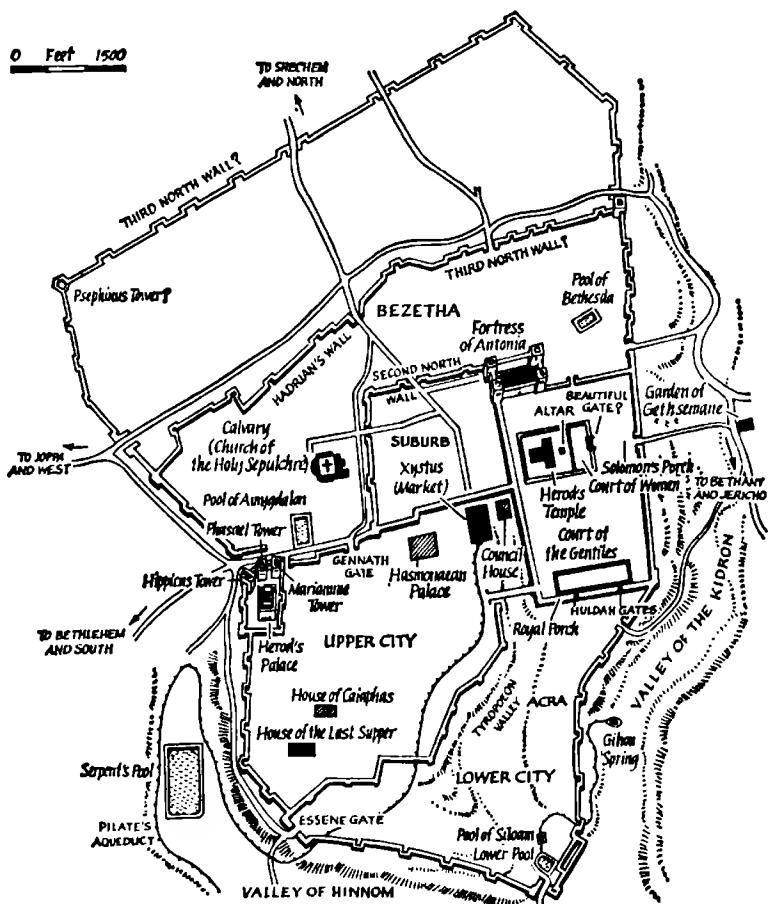 0 Feet 1500
TO SHECHEM
AND NORTH
THIRD NORTH WALL?
Psephinus Tower?
THIRD NORTH WALL?
BEZETHA
Pool of
Bethesda
Fortress
of Antonia
HADRIAN'S WALL
SECOND NORTH
WALL
BEAUTIFUL
GATE?
ALTAR
Garden of
Gethsemane
Calvary
(Church of
the Holy Sepulchre)
SUBURB
Xystus
(Market)
TO JOPPA
AND WEST
Solomon's Porch
Court of Women
Herod's
Temple
TO BETHANY
AND JERICHO
Pool of Amygdalon
Phasael Tower
GENNATH
GATE
Hasmonaean
Palace
Council
House
Court of
the Gentiles
Hippicus Tower
Mariamne
Tower
HULDAH GATES
Royal Porch
TO BETHLEHEM
AND SOUTH
Herod's
Palace
UPPER CITY
VALLEY OF THE KIDRON
House of Caiaphas
TYROPOEON
VALLEY
ACRA
House of the Last Supper
Gihon
Spring
Serpent's Pool
LOWER CITY
PILATE'S
AQUEDUCT
ESSENE GATE
Pool of Siloam
Lower Pool
VALLEY OF HINNOM